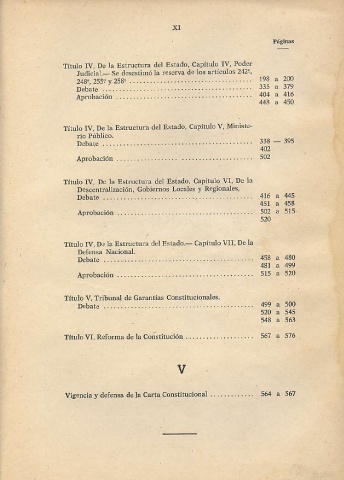 XI
Páginas
Título IV, De la Estructura del Estado, Capítulo IV, Poder
Judicial.— Se desestimó la reserva de los artículos 242º,
248º, 255º y 258º .................... 198 a 200
Debate .................... 335 a 379
Aprobación .................... 404 a 416
448 a 450
Título IV, De la Estructura del Estado, Capítulo V, Ministe-
rio Público.
Debate .................... 338 — 395
402
Aprobación .................... 502
Título IV, De la Estructura del Estado, Capítulo VI, De la
Descentralización, Gobiernos Locales y Regionales.
Debate .................... 416 a 445
451 a 458
Aprobación .................... 502 a 515
520
Título IV, De la Estructura del Estado.— Capítulo VII, De la
Defensa Nacional.
Debate .................... 458 a 480
481 a 499
Aprobación .................... 515 a 520
Título V, Tribunal de Garantías Constitucionales.
Debate .................... 499 a 500
520 a 545
548 a 563
Título VI, Reforma de la Constitución .................... 567 a 576
V
Vigencia y defensa de la Carta Constitucional ............ 564 a 567